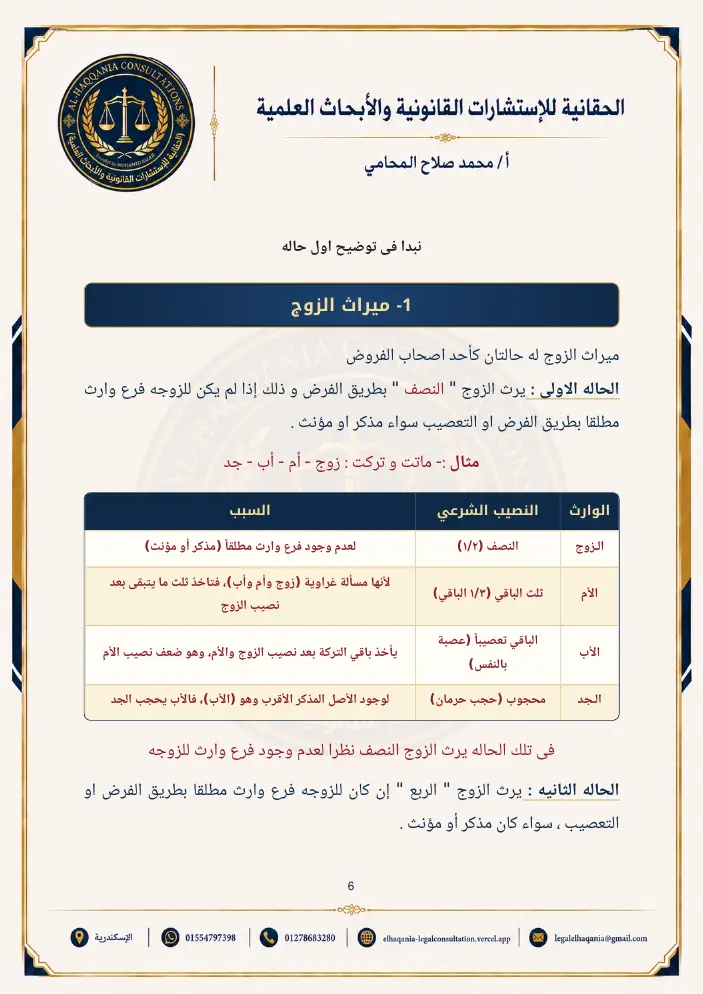 AL-HAQQANIA CONSULTATIONS
الحقانية للإستشارات القانونية والأبحاث العلمية
الحقانية للإستشارات القانونية والأبحاث العلمية
أ/ محمد صلاح المحامي
نبدا فى توضيح اول حاله
1- ميراث الزوج
ميراث الزوج له حالتان كأحد اصحاب الفروض
الحاله الاولى : يرث الزوج " النصف " بطريق الفرض و ذلك إذا لم يكن للزوجه فرع وارث
مطلقا بطريق الفرض او التعصيب سواء مذكر او مؤنث .
مثال :- ماتت و تركت : زوج - أم - أب - جد
الوارث النصيب الشرعي السبب
الزوج النصف (١/٢) لعدم وجود فرع وارث مطلقاً (مذكر أو مؤنث)
الأم ثلث الباقي (١/٣ الباقي) لأنها مسألة غراوية (زوج وأم وأب)، فتاخذ ثلث ما يتبقى بعد
نصيب الزوج
الأب الباقي تعصيباً (عصبة
بالنفس) يأخذ باقي التركة بعد نصيب الزوج والأم، وهو ضعف نصيب الأم
الجد محجوب (حجب حرمان) لوجود الأصل المذكر الأقرب وهو (الأب)، فالأب يحجب الجد
فى تلك الحاله يرث الزوج النصف نظرا لعدم وجود فرع وارث للزوجه
الحاله الثانيه : يرث الزوج " الربع " إن كان للزوجه فرع وارث مطلقا بطريق الفرض او
التعصيب ، سواء كان مذكر أو مؤنث .
6
الإسكندرية 01554797398 01278683280 elhaqania-legalconsultation.vercel.app legalelhaqania@gmail.com